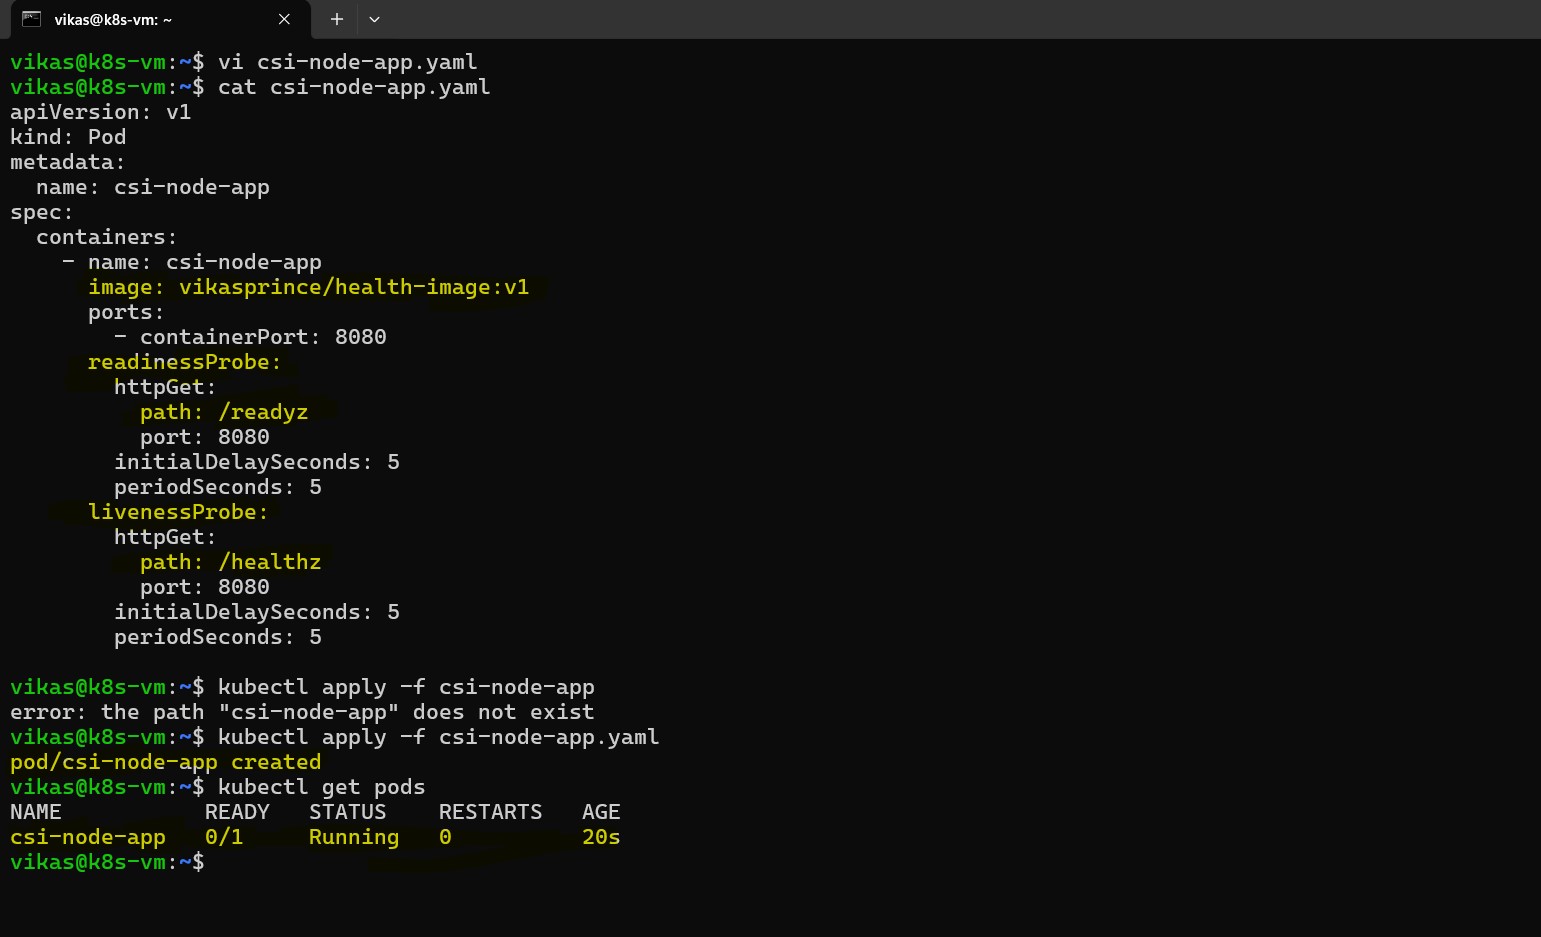 vikas@k8s-vm: ~
vikas@k8s-vm:~$ vi csi-node-app.yaml
vikas@k8s-vm:~$ cat csi-node-app.yaml
apiVersion: v1
kind: Pod
metadata:
  name: csi-node-app
spec:
  containers:
    - name: csi-node-app
      image: vikasprince/health-image:v1
      ports:
        - containerPort: 8080
      readinessProbe:
        httpGet:
          path: /readyz
          port: 8080
        initialDelaySeconds: 5
        periodSeconds: 5
      livenessProbe:
        httpGet:
          path: /healthz
          port: 8080
        initialDelaySeconds: 5
        periodSeconds: 5
vikas@k8s-vm:~$ kubectl apply -f csi-node-app
error: the path "csi-node-app" does not exist
vikas@k8s-vm:~$ kubectl apply -f csi-node-app.yaml
pod/csi-node-app created
vikas@k8s-vm:~$ kubectl get pods
NAME           READY   STATUS    RESTARTS   AGE
csi-node-app   0/1     Running   0          20s
vikas@k8s-vm:~$